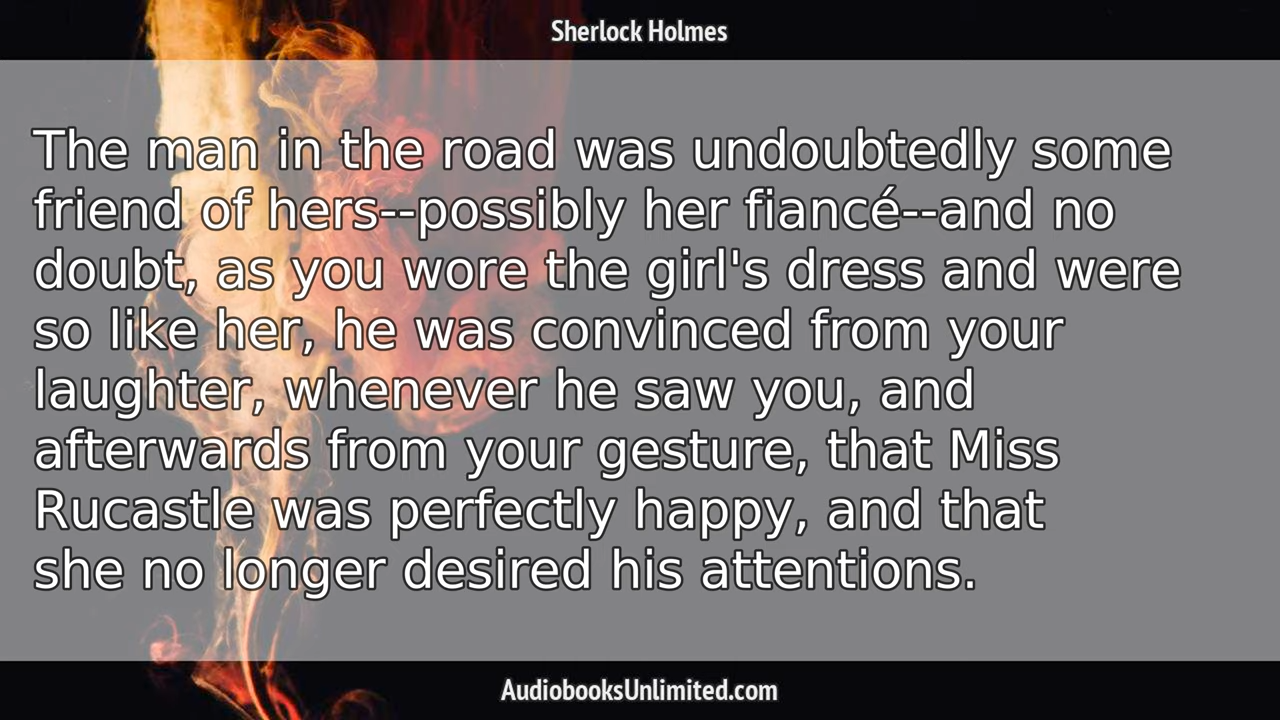 Sherlock Holmes
The man in the road was undoubtedly some
friend of hers--possibly her fiancé--and no
doubt, as you wore the girl's dress and were
so like her, he was convinced from your
laughter, whenever he saw you, and
afterwards from your gesture, that Miss
Rucastle was perfectly happy, and that
she no longer desired his attentions.
AudiobooksUnlimited.com